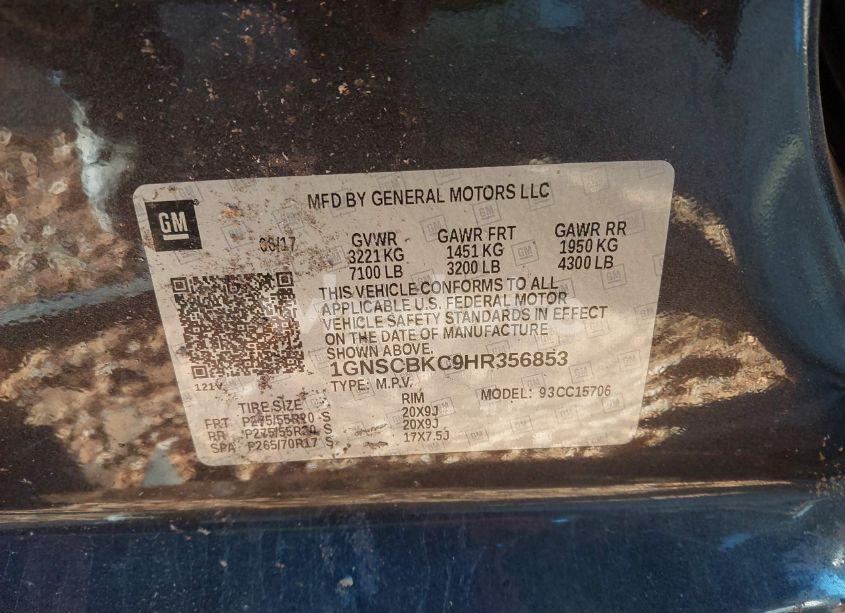 GM
MFD BY GENERAL MOTORS LLC
06/17 GVWR GAWR FRT GAWR RR
3221 KG 1451 KG 1950 KG
7100 LB 3200 LB 4300 LB
THIS VEHICLE CONFORMS TO ALL
APPLICABLE U.S. FEDERAL MOTOR
VEHICLE SAFETY STANDARDS IN EFFECT
ON THE DATE OF MANUFACTURE
SHOWN ABOVE.
121V 1GNSCBKC9HR356853
TYPE: M.P.V. MODEL: 93CC15706
TIRE SIZE RIM
FRT P275/55R20 S 20X9J
RR P275/55R20 S 20X9J
SPA P265/70R17 S 17X7.5J